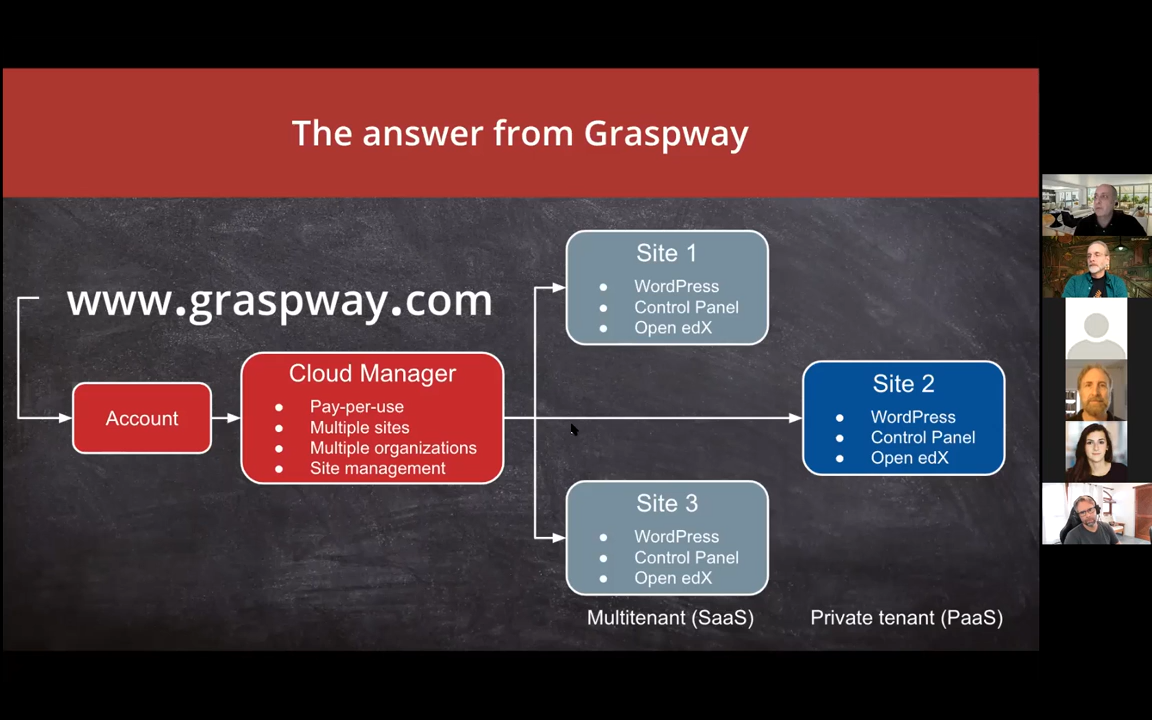 The answer from Graspway
www.graspway.com
Account
Cloud Manager
● Pay-per-use
● Multiple sites
● Multiple organizations
● Site management
Site 1
● WordPress
● Control Panel
● Open edX
Site 2
● WordPress
● Control Panel
● Open edX
Site 3
● WordPress
● Control Panel
● Open edX
Multitenant (SaaS)
Private tenant (PaaS)